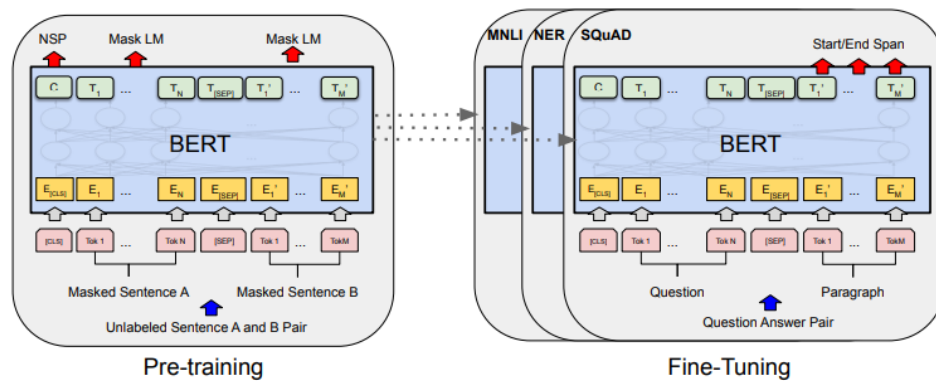 NSP Mask LM Mask LM
C T1 ... TN T[SEP] T1' ... TM'
BERT
E[CLS] E1 ... EN E[SEP] E1' ... EM'
[CLS] Tok 1 ... Tok N [SEP] Tok 1 ... TokM
Masked Sentence A Masked Sentence B
Unlabeled Sentence A and B Pair
Pre-training
MNLI NER SQuAD
Start/End Span
C T1 ... TN T[SEP] T1' ... TM'
BERT
E[CLS] E1 ... EN E[SEP] E1' ... EM'
[CLS] Tok 1 ... Tok N [SEP] Tok 1 ... TokM
Question Paragraph
Question Answer Pair
Fine-Tuning